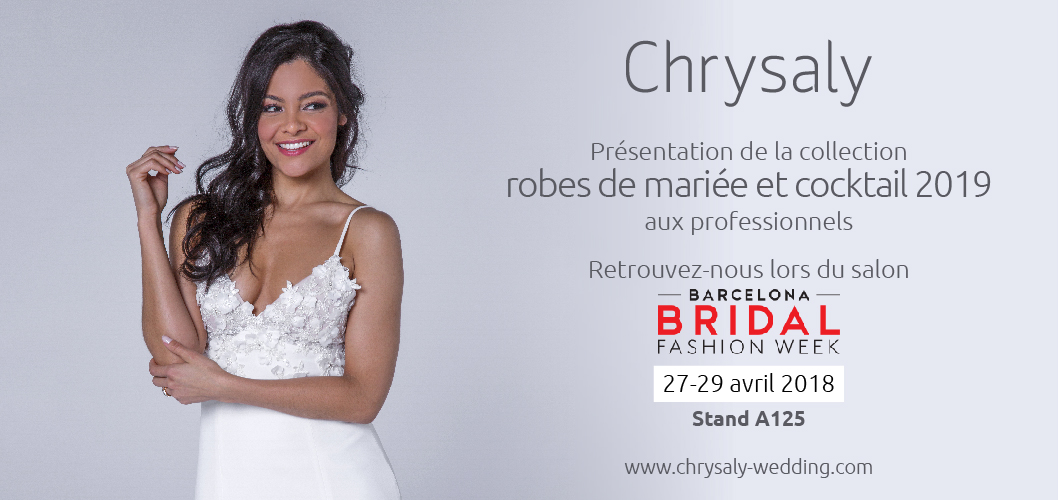 Chrysaly
Présentation de la collection
robes de mariée et cocktail 2019
aux professionnels
Retrouvez-nous lors du salon
BARCELONA
BRIDAL
FASHION WEEK
27-29 avril 2018
Stand A125
www.chrysaly-wedding.com